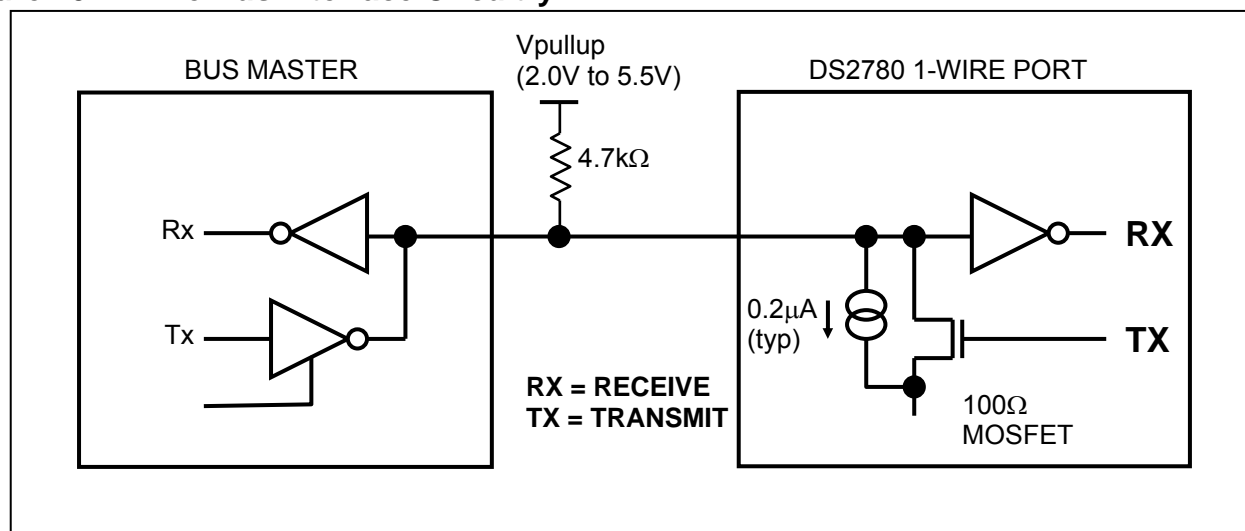 Vpullup
(2.0V to 5.5V)
BUS MASTER
DS2780 1-WIRE PORT
4.7kΩ
Rx
RX
0.2μA
(typ)
Tx
TX
RX = RECEIVE
TX = TRANSMIT
100Ω
MOSFET